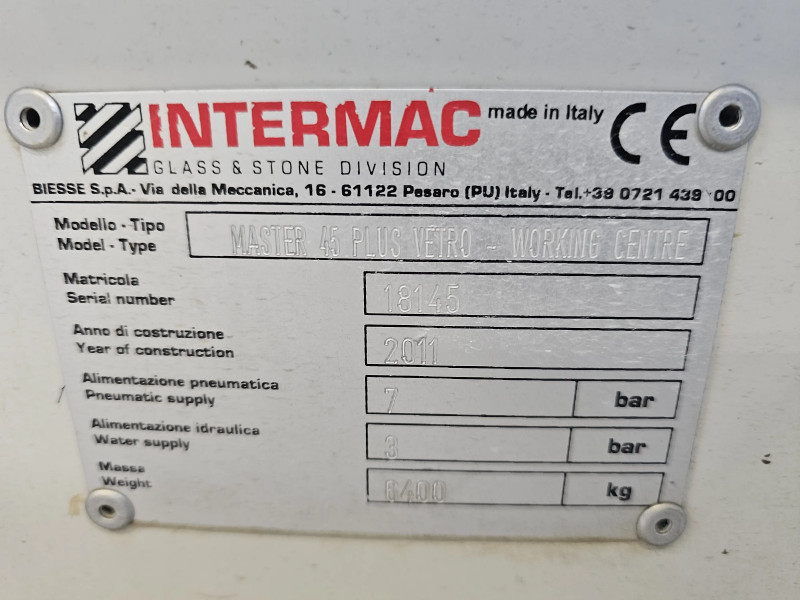 INTERMAC made in Italy CE
GLASS & STONE DIVISION
BIESSE S.p.A.- Via della Meccanica, 16 - 61122 Pesaro (PU) Italy - Tel.+39 0721 439 00
Modello - Tipo
Model - Type
MASTER 45 PLUS VETRO - WORKING CENTRE
Matricola
Serial number
18145
Anno di costruzione
Year of construction
2011
Alimentazione pneumatica
Pneumatic supply
7 bar
Alimentazione idraulica
Water supply
3 bar
Massa
Weight
6400 kg